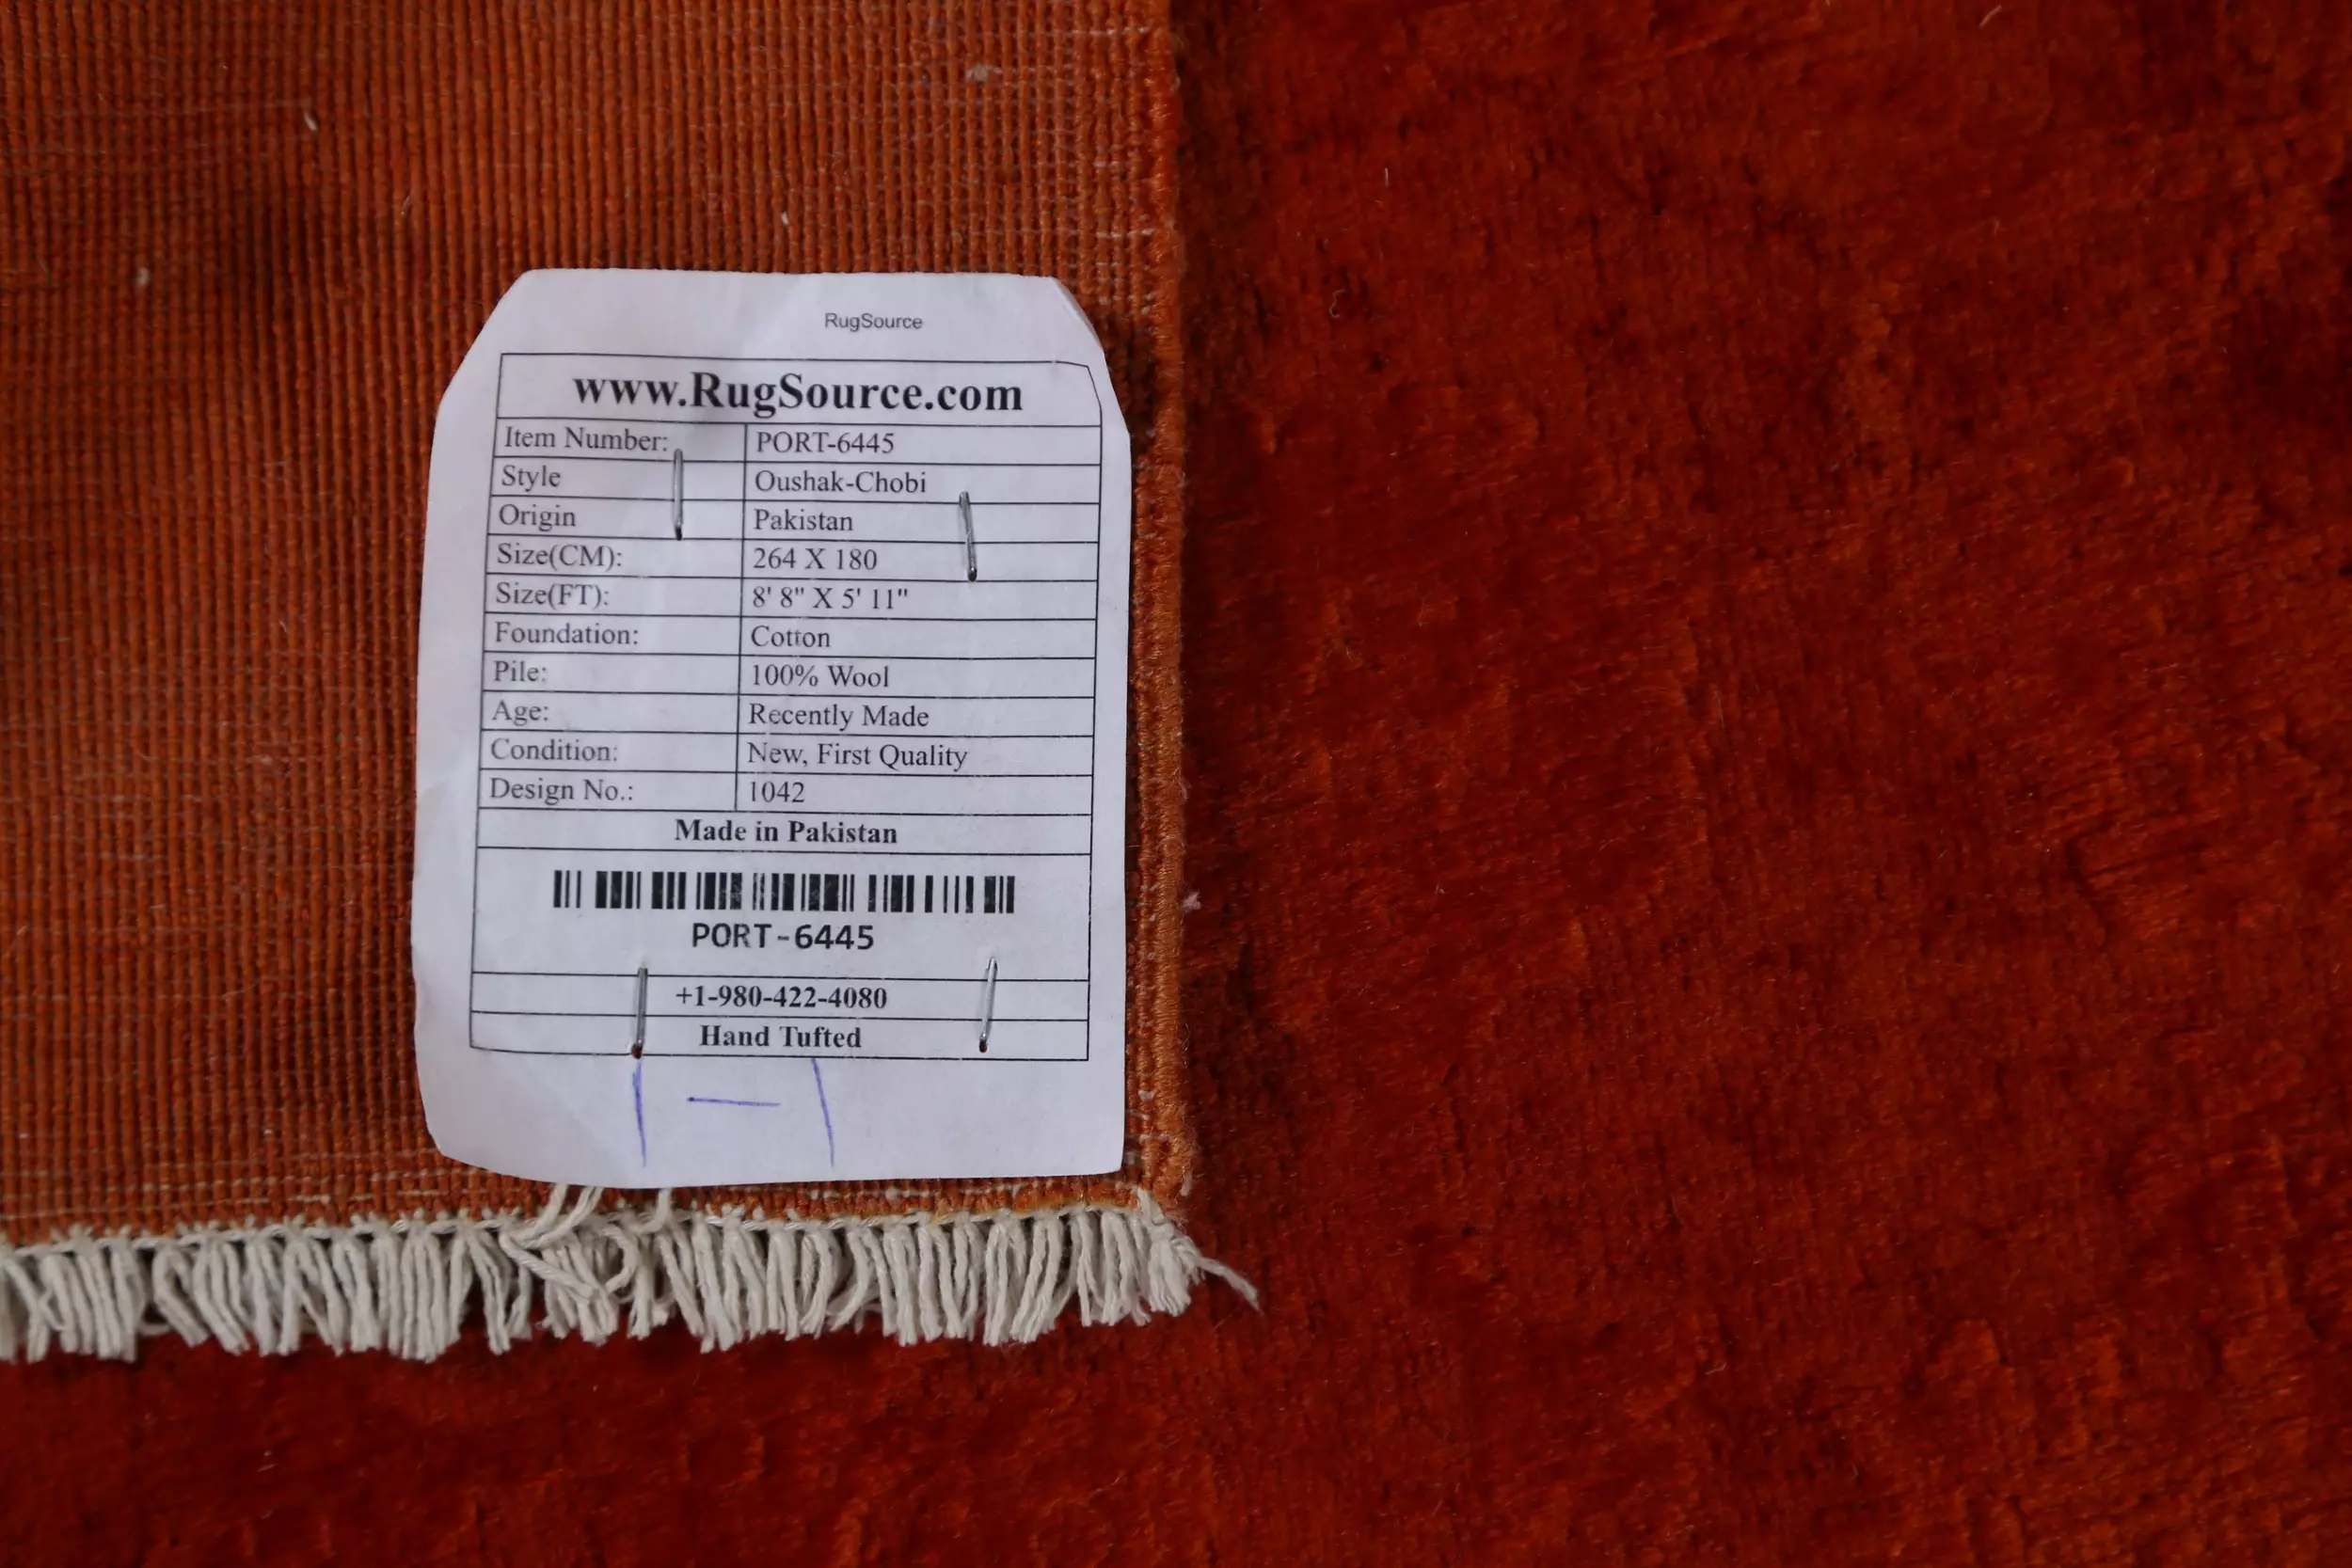 RugSource
www.RugSource.com
Item Number: PORT-6445
Style Oushak-Chobi
Origin Pakistan
Size(CM): 264 X 180
Size(FT): 8' 8" X 5' 11"
Foundation: Cotton
Pile: 100% Wool
Age: Recently Made
Condition: New, First Quality
Design No.: 1042
Made in Pakistan
PORT-6445
+1-980-422-4080
Hand Tufted
1 - 1